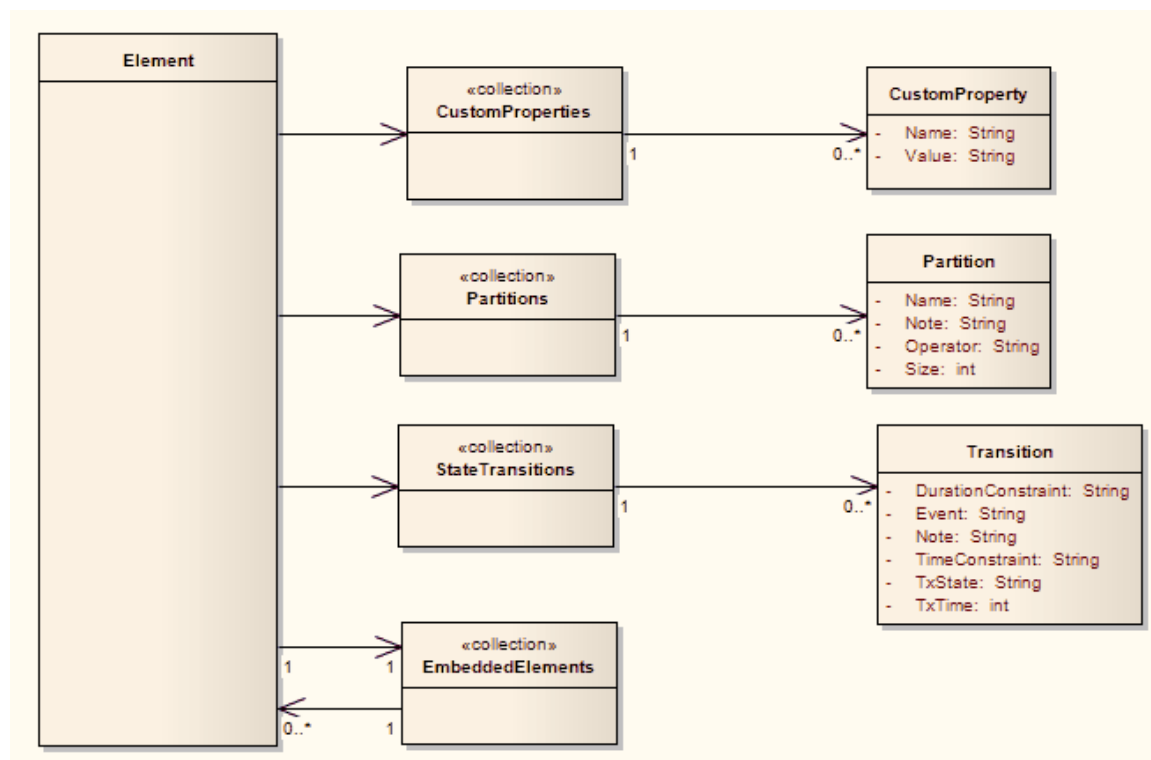 Element
«collection»
CustomProperties
1
0..*
CustomProperty
- Name: String
- Value: String
«collection»
Partitions
1
0..*
Partition
- Name: String
- Note: String
- Operator: String
- Size: int
«collection»
StateTransitions
1
0..*
Transition
- DurationConstraint: String
- Event: String
- Note: String
- TimeConstraint: String
- TxState: String
- TxTime: int
«collection»
EmbeddedElements
1
1
0..*
1